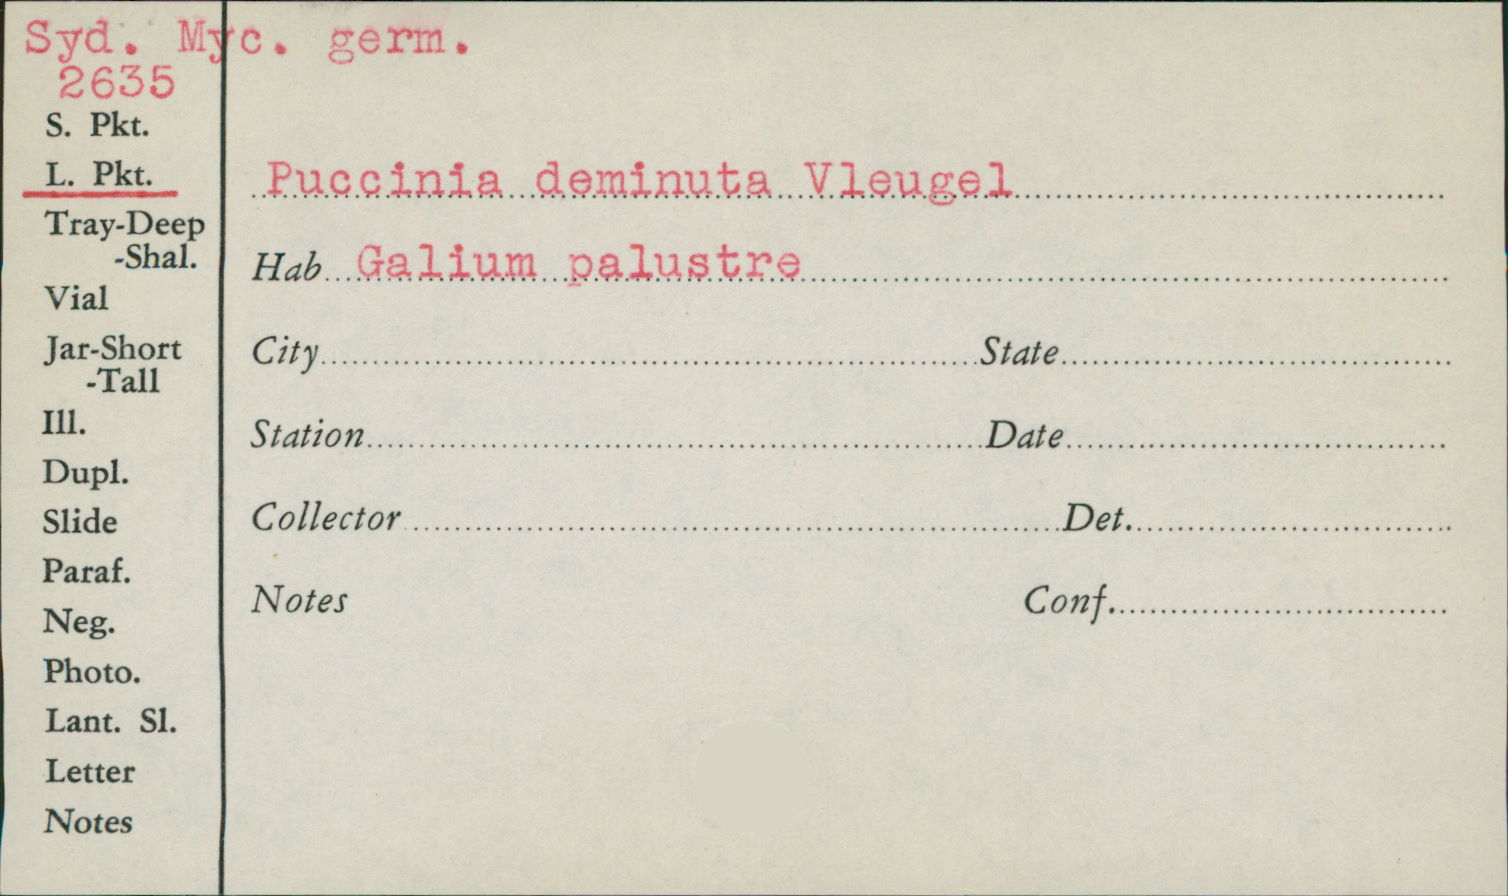 Syd. Myc. germ.
2635
S. Pkt.
L. Pkt.
Tray-Deep
-Shal.
Vial
Jar-Short
-Tall
Ill.
Dupl.
Slide
Paraf.
Neg.
Photo.
Lant. Sl.
Letter
Notes
Puccinia deminuta Vleugel
Hab Galium palustre
City State
Station Date
Collector Det.
Notes Conf.